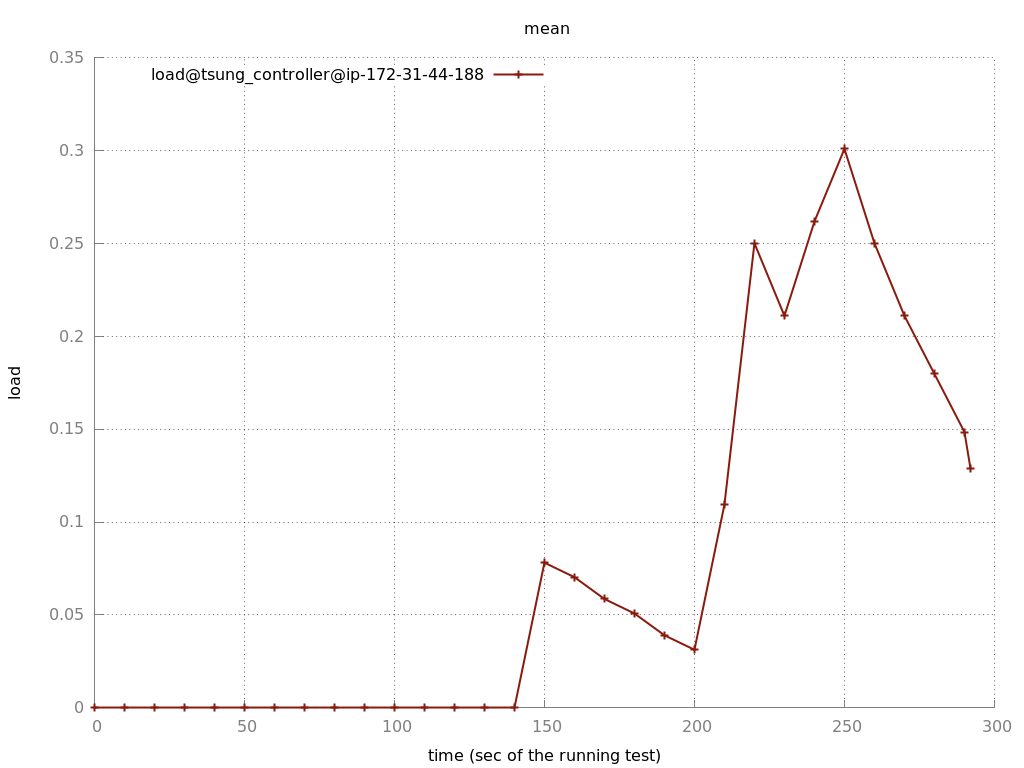 mean
load@tsung_controller@ip-172-31-44-188
0.35
0.3
0.25
0.2
0.15
0.1
0.05
0
load
0 50 100 150 200 250 300
time (sec of the running test)